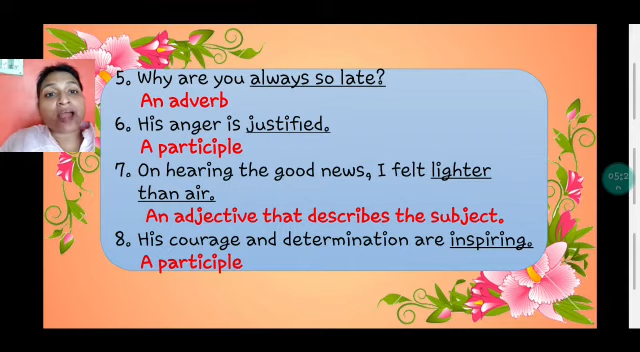 5. Why are you always so late?
An adverb
6. His anger is justified.
A participle
7. On hearing the good news, I felt lighter
than air.
An adjective that describes the subject.
8. His courage and determination are inspiring.
A participle